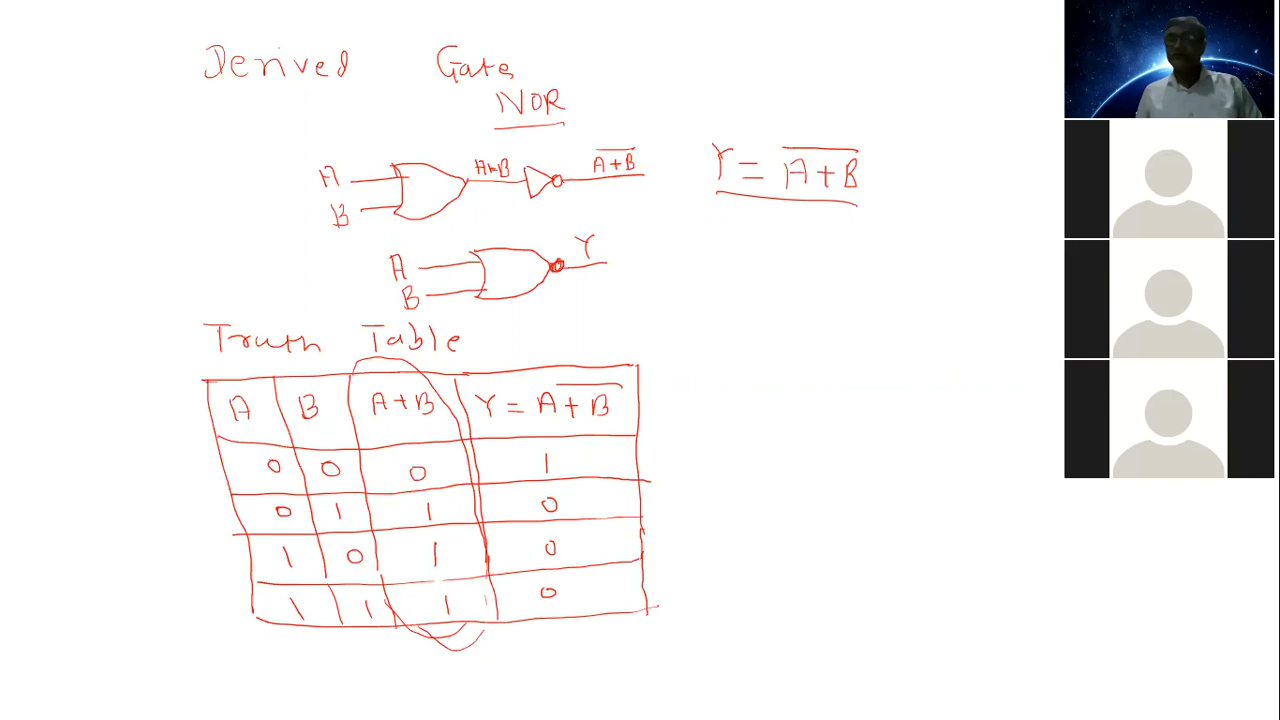 Derived Gate
NOR
A
B
A+B
A+B
Y = A+B
A
B
Y
Truth Table
A B A+B Y = A+B
0 0 0 1
0 1 1 0
1 0 1 0
1 1 1 0